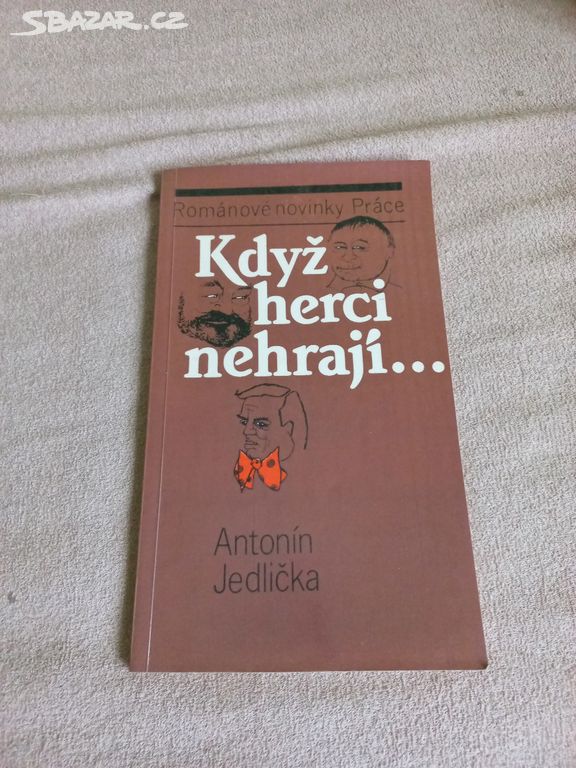 SBAZAR.CZ
Románové novinky Práce
Když
herci
nehrají...
Antonín
Jedlička